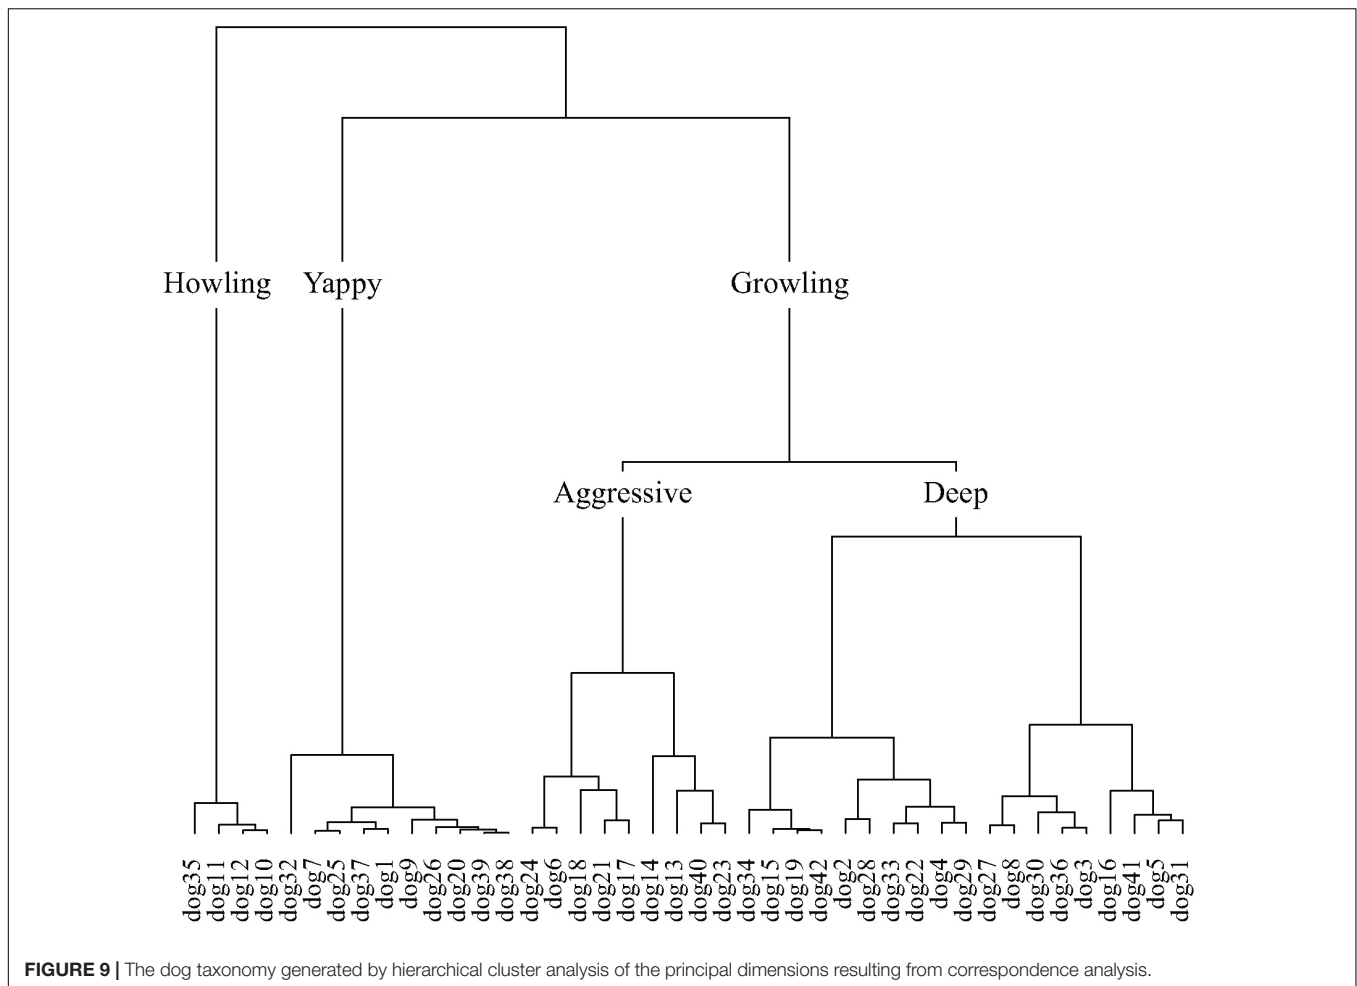 Howling Yappy Growling
Aggressive Deep
dog35
dog11
dog12
dog10
dog32
dog7
dog25
dog37
dog1
dog9
dog26
dog20
dog39
dog38
dog24
dog6
dog18
dog21
dog17
dog14
dog13
dog40
dog23
dog34
dog15
dog19
dog42
dog2
dog28
dog33
dog22
dog4
dog29
dog27
dog8
dog30
dog36
dog3
dog16
dog41
dog5
dog31
FIGURE 9 | The dog taxonomy generated by hierarchical cluster analysis of the principal dimensions resulting from correspondence analysis.